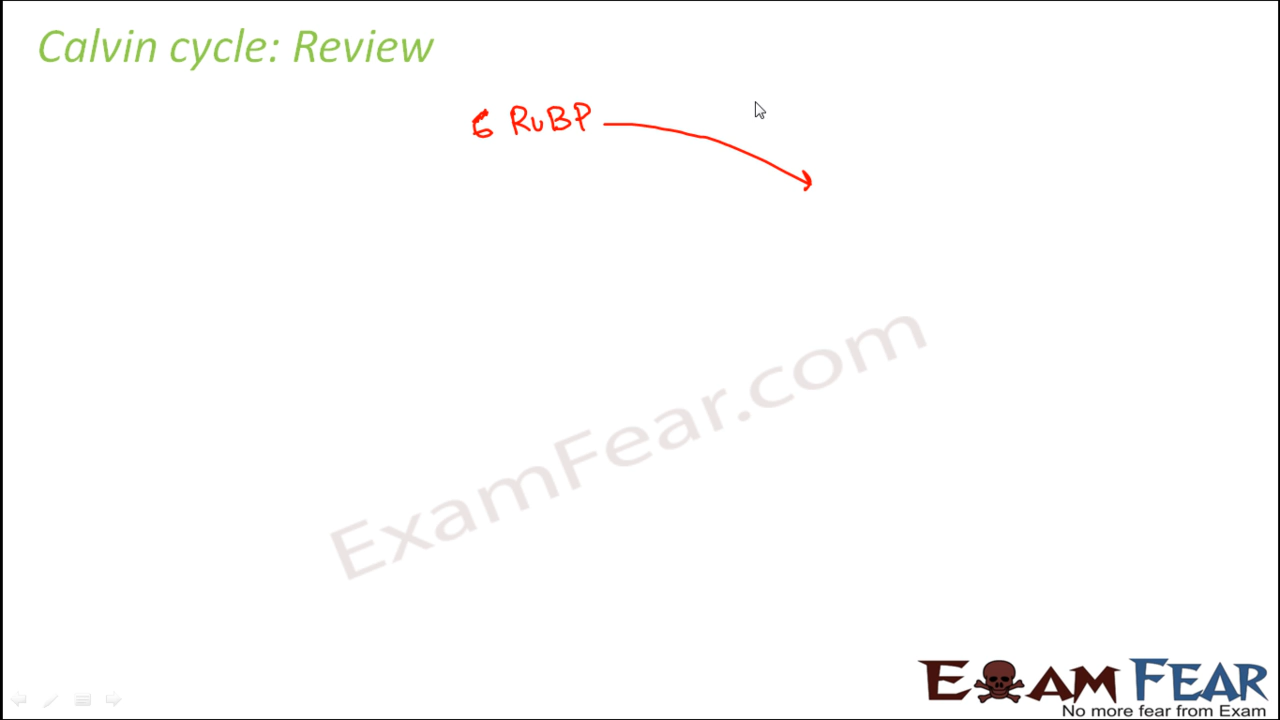 Calvin cycle: Review
6 RuBP
ExamFear.com
EXAM FEAR
No more fear from Exam